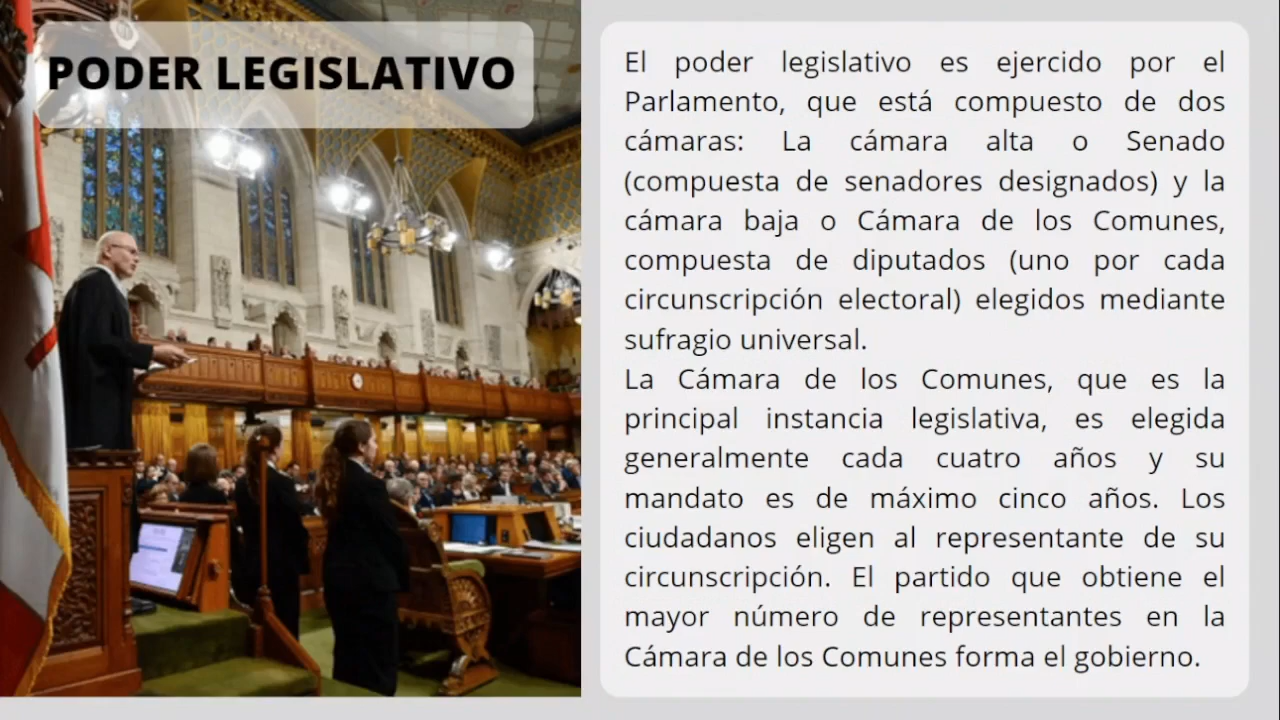 PODER LEGISLATIVO
El poder legislativo es ejercido por el
Parlamento, que está compuesto de dos
cámaras: La cámara alta o Senado
(compuesta de senadores designados) y la
cámara baja o Cámara de los Comunes,
compuesta de diputados (uno por cada
circunscripción electoral) elegidos mediante
sufragio universal.
La Cámara de los Comunes, que es la
principal instancia legislativa, es elegida
generalmente cada cuatro años y su
mandato es de máximo cinco años. Los
ciudadanos eligen al representante de su
circunscripción. El partido que obtiene el
mayor número de representantes en la
Cámara de los Comunes forma el gobierno.